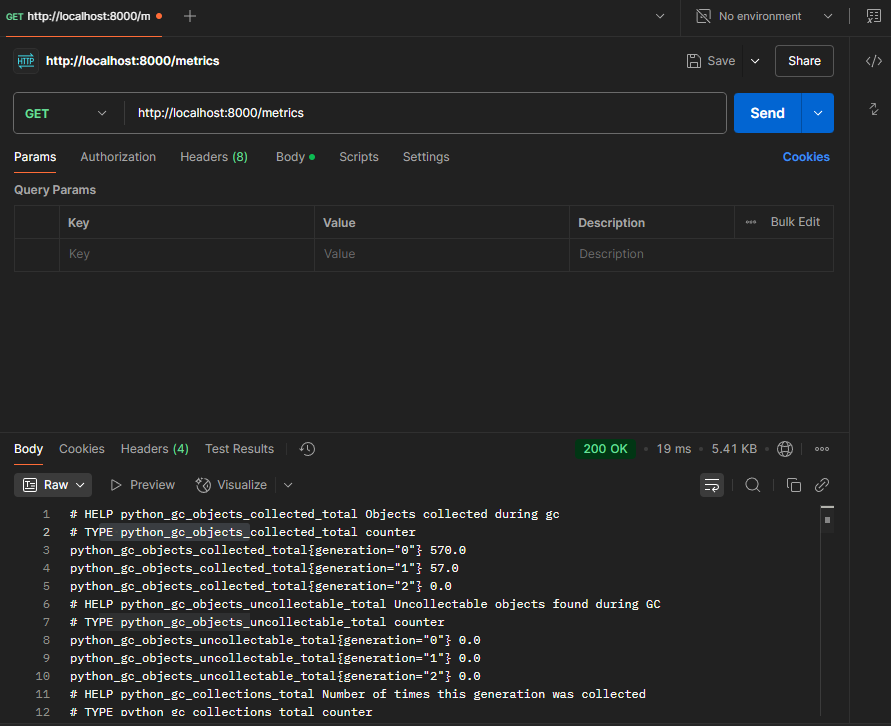 GET http://localhost:8000/m
No environment
HTTP http://localhost:8000/metrics
Save
Share
GET
http://localhost:8000/metrics
Send
Params Authorization Headers (8) Body Scripts Settings Cookies
Query Params
Key Value Description Bulk Edit
Key Value Description
Body Cookies Headers (4) Test Results 200 OK 19 ms 5.41 KB
Raw Preview Visualize
1 # HELP python_gc_objects_collected_total Objects collected during gc
2 # TYPE python_gc_objects_collected_total counter
3 python_gc_objects_collected_total{generation="0"} 570.0
4 python_gc_objects_collected_total{generation="1"} 57.0
5 python_gc_objects_collected_total{generation="2"} 0.0
6 # HELP python_gc_objects_uncollectable_total Uncollectable objects found during GC
7 # TYPE python_gc_objects_uncollectable_total counter
8 python_gc_objects_uncollectable_total{generation="0"} 0.0
9 python_gc_objects_uncollectable_total{generation="1"} 0.0
10 python_gc_objects_uncollectable_total{generation="2"} 0.0
11 # HELP python_gc_collections_total Number of times this generation was collected
12 # TYPE python_gc_collections_total counter